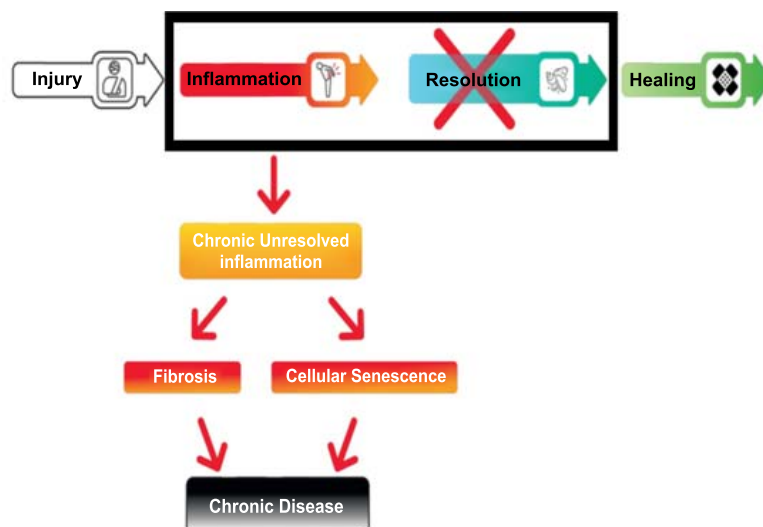 Injury
Inflammation
Resolution
Healing
Chronic Unresolved
inflammation
Fibrosis
Cellular Senescence
Chronic Disease